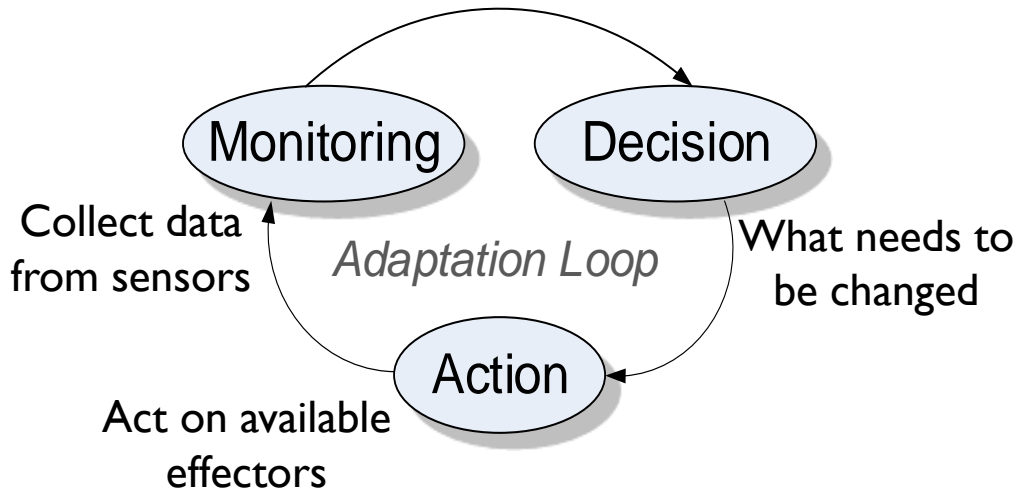 Monitoring
Decision
Collect data
from sensors
Adaptation Loop
What needs to
be changed
Action
Act on available
effectors